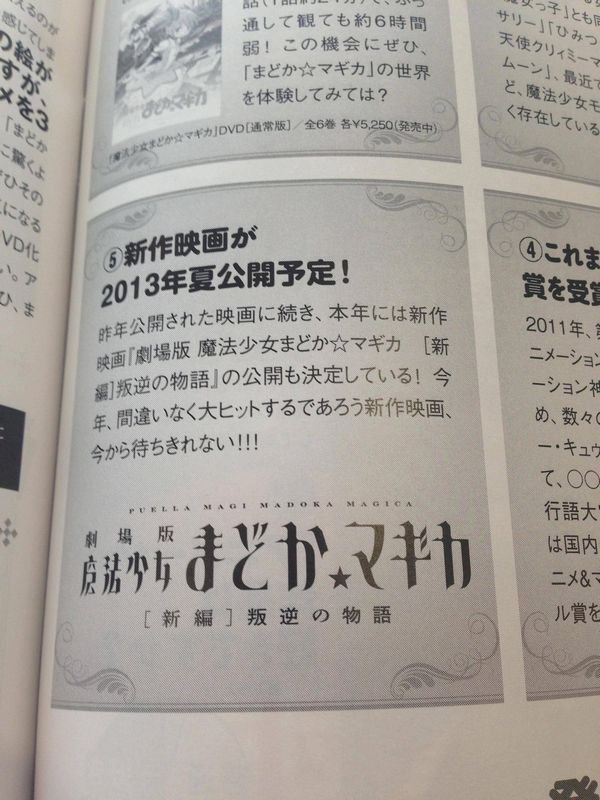 話(1話約24分)で、ぶっ
通して観ても約6時間
弱！この機会にぜひ、
「まどか☆マギカ」の世界
を体験してみては？
『魔法少女まどか☆マギカ』DVD[通常版]／全6巻 各¥5,250(発売中)
⑤新作映画が
2013年夏公開予定！
昨年公開された映画に続き、本年には新作
映画『劇場版 魔法少女まどか☆マギカ [新
編]叛逆の物語』の公開も決定している！今
年、間違いなく大ヒットするであろう新作映画、
今から待ちきれない!!!
PUELLA MAGI MADOKA MAGICA
劇場版
魔法少女まどか★マギカ
[新編]叛逆の物語
魔女っ子」とも同
サリー」「ひみつ
天使クリィミーマ
ムーン」、最近で
ど、魔法少女モ
く存在している
④これま
賞を受賞
2011年、第
ニメーション
ーション神
め、数々の
ー・キュウ
て、○○
行語大
は国内
ニメ&マ
ル賞を
えるのが
感じてしま
の絵が
すが、
メを3
「まどか
に驚くよ
ぜひその
になる
VD化
い。ア
ひ、ま